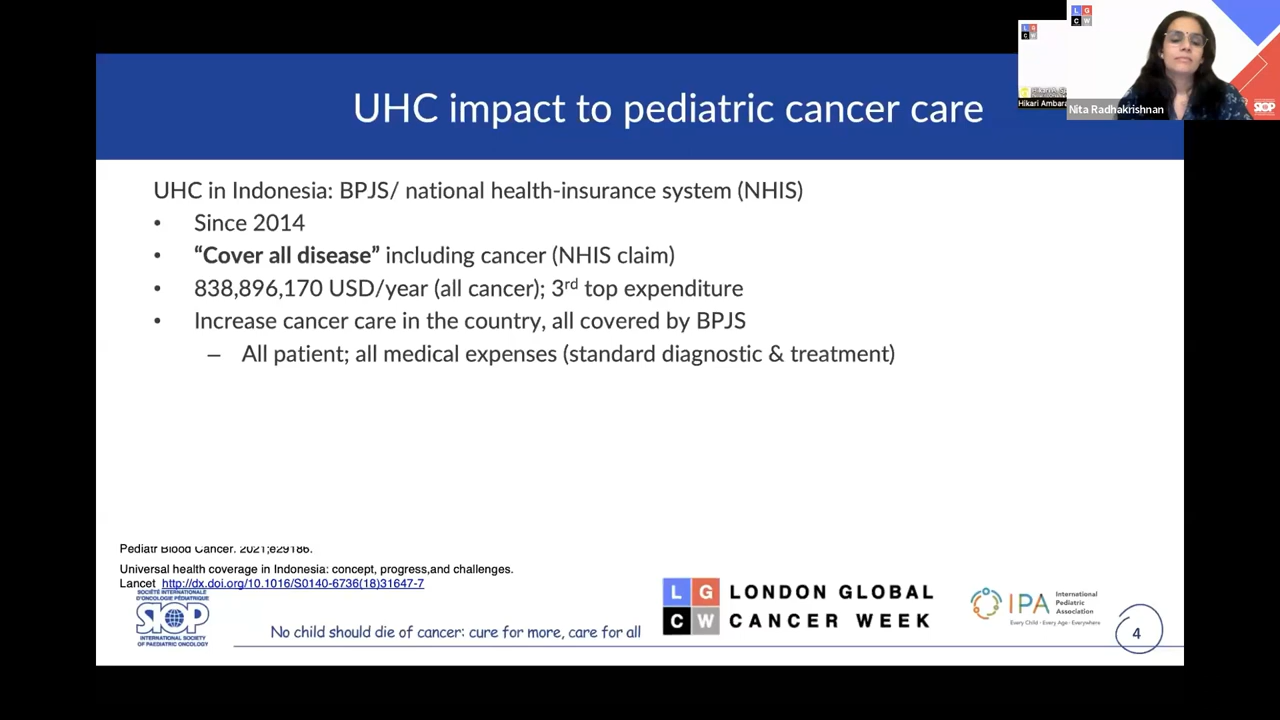 L G
C W
Hikari Ambara
Nita Radhakrishnan
SIOP
UHC impact to pediatric cancer care
UHC in Indonesia: BPJS/ national health-insurance system (NHIS)
• Since 2014
• “Cover all disease” including cancer (NHIS claim)
• 838,896,170 USD/year (all cancer); 3rd top expenditure
• Increase cancer care in the country, all covered by BPJS
– All patient; all medical expenses (standard diagnostic & treatment)
Pediatr Blood Cancer. 2021;e29186.
Universal health coverage in Indonesia: concept, progress,and challenges.
Lancet http://dx.doi.org/10.1016/S0140-6736(18)31647-7
SOCIÉTÉ INTERNATIONALE
D'ONCOLOGIE PÉDIATRIQUE
SIOP
INTERNATIONAL SOCIETY
OF PAEDIATRIC ONCOLOGY
No child should die of cancer: cure for more, care for all
L G
C W
LONDON GLOBAL
CANCER WEEK
IPA
International
Pediatric
Association
Every Child - Every Age - Everywhere
4